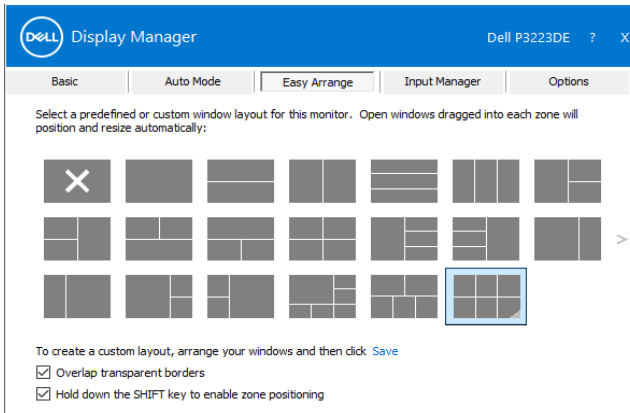 DELL Display Manager Dell P3223DE ? X
Basic Auto Mode Easy Arrange Input Manager Options
Select a predefined or custom window layout for this monitor. Open windows dragged into each zone will
position and resize automatically:
>
To create a custom layout, arrange your windows and then click Save
Overlap transparent borders
Hold down the SHIFT key to enable zone positioning